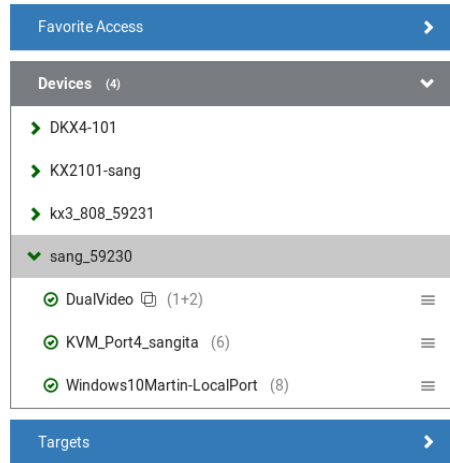 Favorite Access
Devices (4)
DKX4-101
KX2101-sang
kx3_808_59231
sang_59230
DualVideo (1+2)
KVM_Port4_sangita (6)
Windows10Martin-LocalPort (8)
Targets